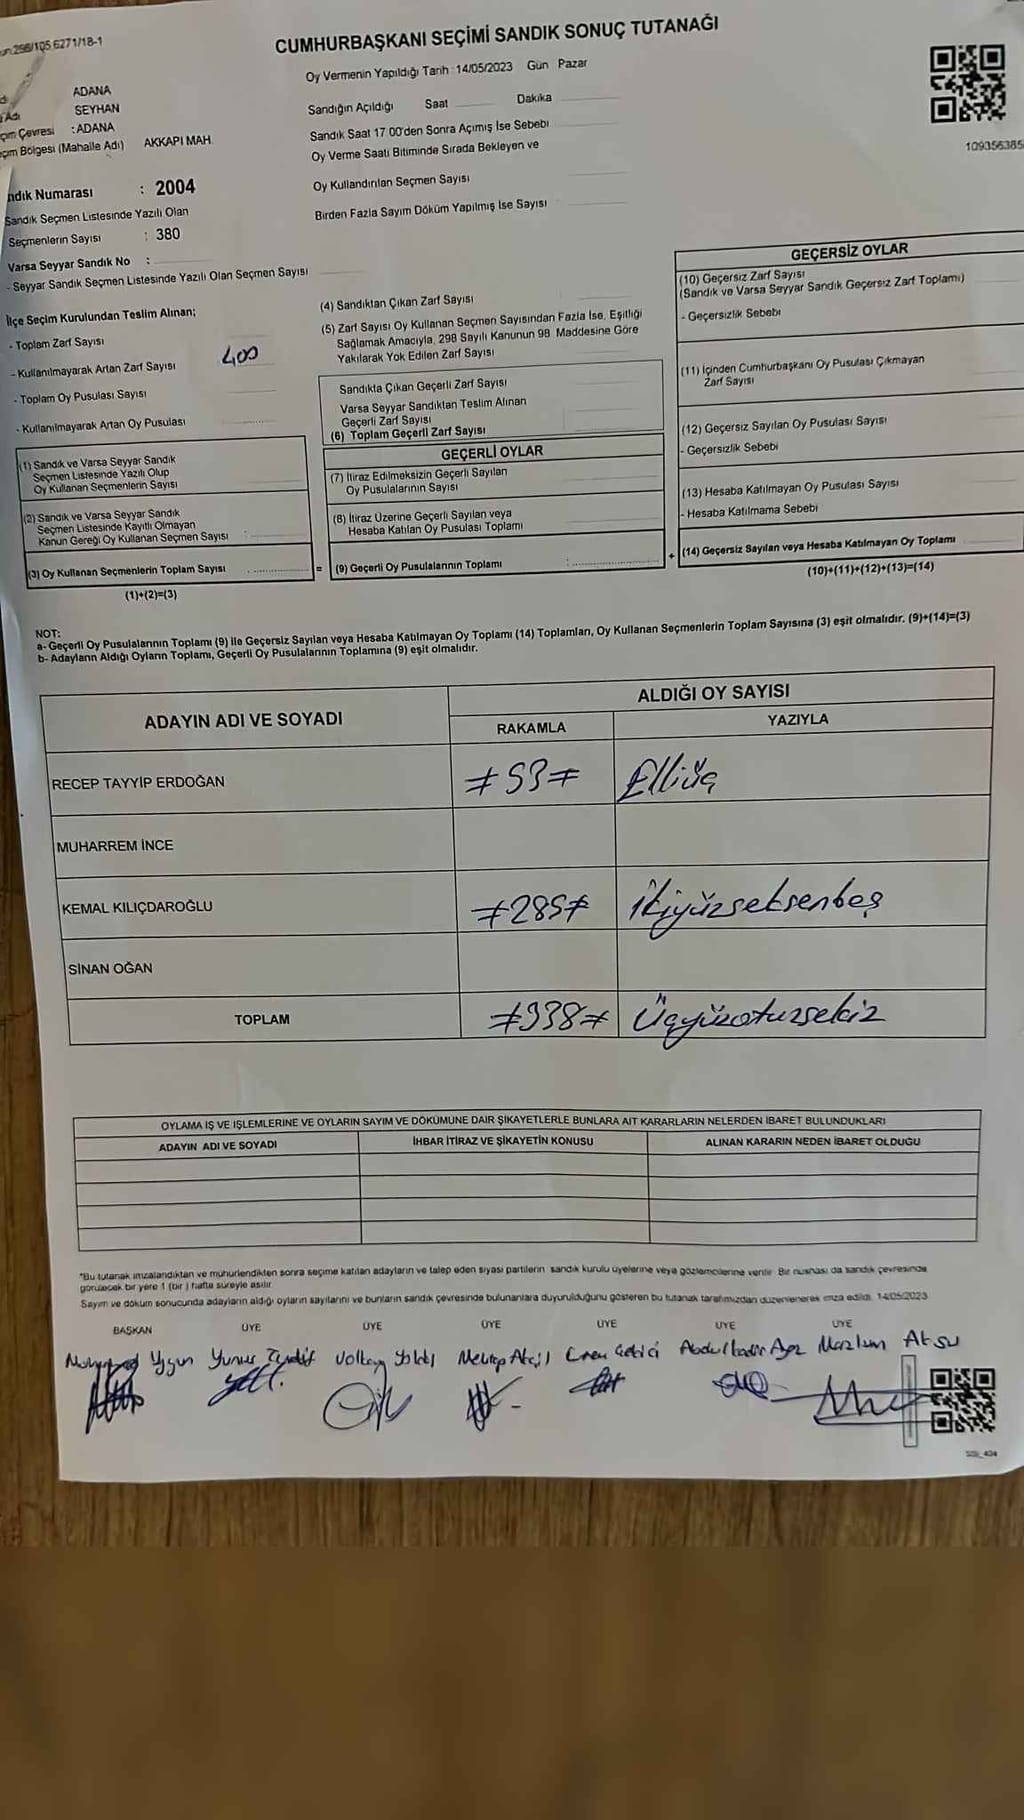 CUMHURBAŞKANI SEÇİMİ SANDIK SONUÇ TUTANAĞI
Oy Vermenin Yapıldığı Tarih : 14/05/2023 Gün Pazar
ADANA
SEYHAN
: ADANA
Bölgesi (Mahalle Adı) AKKAPI MAH.
Numarası : 2004
Sandık Seçmen Listesinde Yazılı Olan
Seçmenlerin Sayısı : 380
Varsa Seyyar Sandık No :
- Seyyar Sandık Seçmen Listesinde Yazılı Olan Seçmen Sayısı
Sandığın Açıldığı Saat Dakika
Sandık Saat 17.00'den Sonra Açılmış İse Sebebi
Oy Verme Saati Bitiminde Sırada Bekleyen ve
Oy Kullandırılan Seçmen Sayısı
Birden Fazla Sayım Döküm Yapılmış İse Sayısı
109356385
İlçe Seçim Kurulundan Teslim Alınan;
- Toplam Zarf Sayısı
- Kullanılmayarak Artan Zarf Sayısı 400
- Toplam Oy Pusulası Sayısı
- Kullanılmayarak Artan Oy Pusulası
(1) Sandık ve Varsa Seyyar Sandık
Seçmen Listesinde Yazılı Olup
Oy Kullanan Seçmenlerin Sayısı
(2) Sandık ve Varsa Seyyar Sandık
Seçmen Listesinde Kayıtlı Olmayan
Kanun Gereği Oy Kullanan Seçmen Sayısı :
(3) Oy Kullanan Seçmenlerin Toplam Sayısı
(1)+(2)=(3)
(4) Sandıktan Çıkan Zarf Sayısı
(5) Zarf Sayısı Oy Kullanan Seçmen Sayısından Fazla İse, Eşitliği
Sağlamak Amacıyla, 298 Sayılı Kanunun 98. Maddesine Göre
Yakılarak Yok Edilen Zarf Sayısı
Sandıkta Çıkan Geçerli Zarf Sayısı
Varsa Seyyar Sandıktan Teslim Alınan
Geçerli Zarf Sayısı
(6) Toplam Geçerli Zarf Sayısı
GEÇERLİ OYLAR
(7) İtiraz Edilmeksizin Geçerli Sayılan
Oy Pusulalarının Sayısı
(8) İtiraz Üzerine Geçerli Sayılan veya
Hesaba Katılan Oy Pusulası Toplamı
= (9) Geçerli Oy Pusulalarının Toplamı :
GEÇERSİZ OYLAR
(10) Geçersiz Zarf Sayısı
(Sandık ve Varsa Seyyar Sandık Geçersiz Zarf Toplamı)
- Geçersizlik Sebebi
(11) İçinden Cumhurbaşkanı Oy Pusulası Çıkmayan
Zarf Sayısı
(12) Geçersiz Sayılan Oy Pusulası Sayısı
- Geçersizlik Sebebi
(13) Hesaba Katılmayan Oy Pusulası Sayısı
- Hesaba Katılmama Sebebi
+ (14) Geçersiz Sayılan veya Hesaba Katılmayan Oy Toplamı
(10)+(11)+(12)+(13)=(14)
NOT:
a- Geçerli Oy Pusulalarının Toplamı (9) ile Geçersiz Sayılan veya Hesaba Katılmayan Oy Toplamı (14) Toplamları, Oy Kullanan Seçmenlerin Toplam Sayısına (3) eşit olmalıdır. (9)+(14)=(3)
b- Adayların Aldığı Oyların Toplamı, Geçerli Oy Pusulalarının Toplamına (9) eşit olmalıdır.
ADAYIN ADI VE SOYADI
ALDIĞI OY SAYISI
RAKAMLA YAZIYLA
RECEP TAYYİP ERDOĞAN ≠53≠ Elliüç
MUHARREM İNCE
KEMAL KILIÇDAROĞLU ≠285≠ İkiyüzseksenbeş
SİNAN OĞAN
TOPLAM ≠338≠ Üçyüzotuzsekiz
OYLAMA İŞ VE İŞLEMLERİNE VE OYLARIN SAYIM VE DÖKÜMÜNE DAİR ŞİKAYETLERLE BUNLARA AİT KARARLARIN NELERDEN İBARET BULUNDUKLARI
ADAYIN ADI VE SOYADI İHBAR İTİRAZ VE ŞİKAYETİN KONUSU ALINAN KARARIN NEDEN İBARET OLDUĞU
*Bu tutanak imzalandıktan ve mühürlendikten sonra seçime katılan adayların ve talep eden siyasi partilerin sandık kurulu üyelerine veya gözlemcilerine verilir. Bir nüshası da sandık çevresinde
görülecek bir yere 1 (bir) hafta süreyle asılır.
Sayım ve döküm sonucunda adayların aldığı oyların sayılarını ve bunların sandık çevresinde bulunanlara duyurulduğunu gösteren bu tutanak tarafımızdan düzenlenerek imza edildi. 14/05/2023
BAŞKAN ÜYE ÜYE ÜYE ÜYE ÜYE ÜYE
Uygun Yunus Volkan Yıldız Abdulkadir Mazlum Aksu